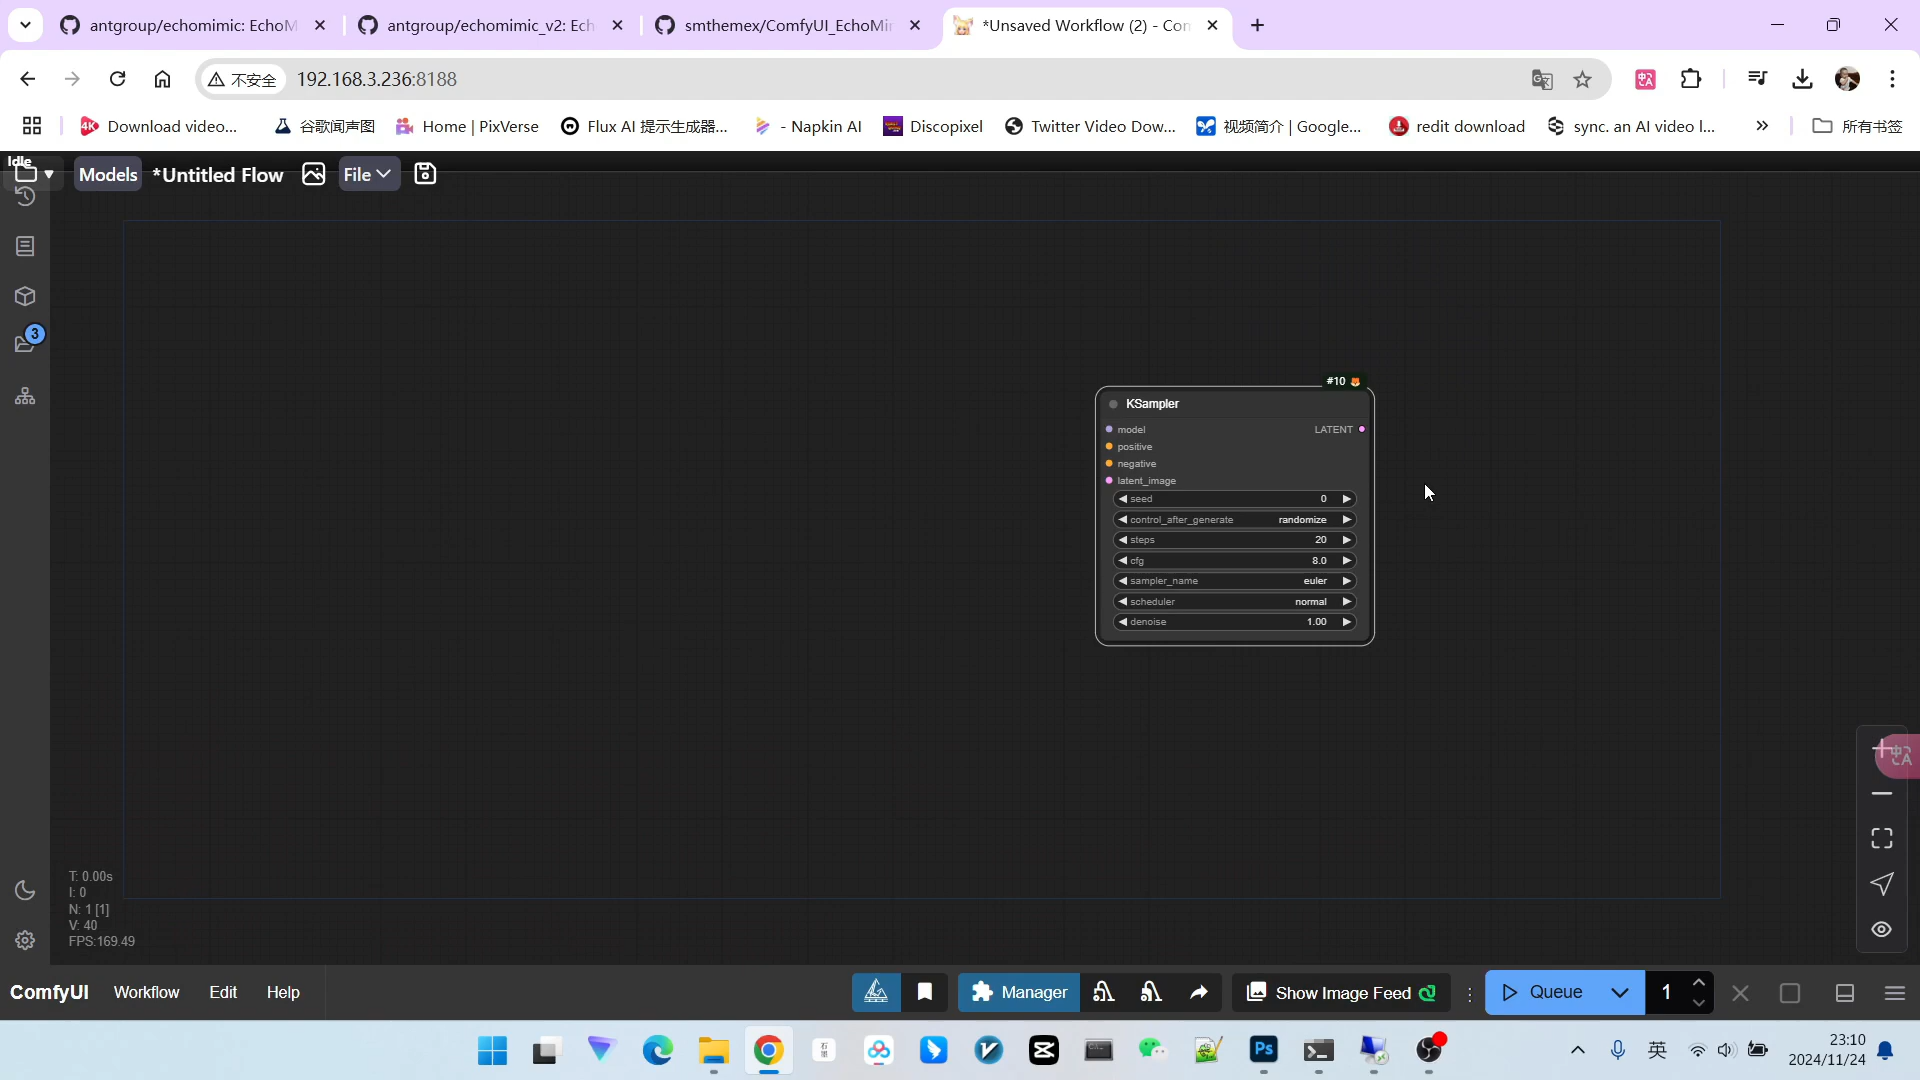 antgroup/echomimic: EchoM
antgroup/echomimic_v2: Ech
smthemex/ComfyUI_EchoMi
*Unsaved Workflow (2) - Con
不安全
192.168.3.236:8188
4K
Download video...
谷歌闻声图
Home | PixVerse
Flux AI 提示生成器...
- Napkin AI
Discopixel
Twitter Video Dow...
视频简介 | Google...
redit download
sync. an AI video l...
所有书签
Idle
Models
*Untitled Flow
File
3
#10
KSampler
model
LATENT
positive
negative
latent_image
seed 0
control_after_generate randomize
steps 20
cfg 8.0
sampler_name euler
scheduler normal
denoise 1.00
T: 0.00s
I: 0
N: 1 [1]
V: 40
FPS:169.49
ComfyUI
Workflow
Edit
Help
Manager
Show Image Feed
Queue
1
石墨
Ps
英
23:10
2024/11/24